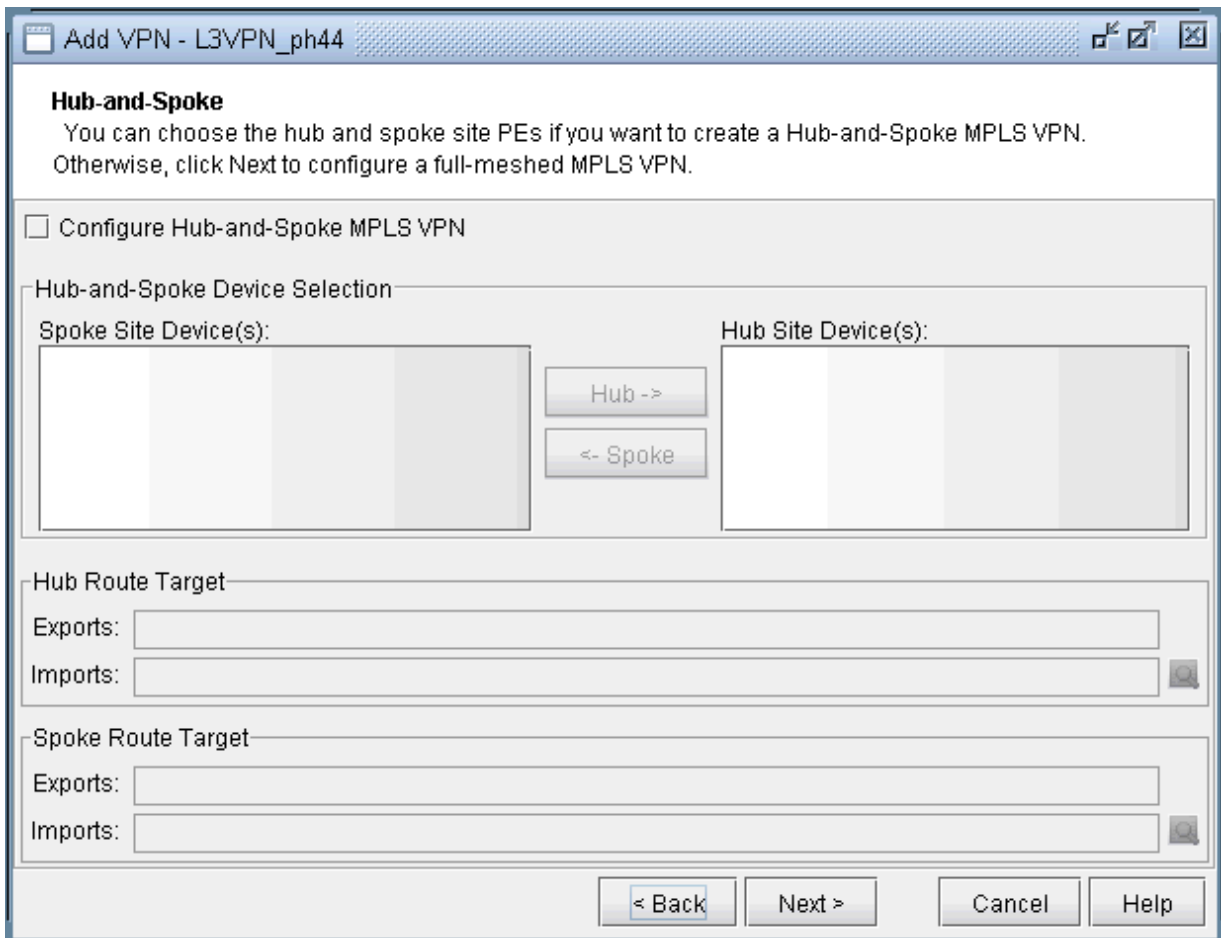 Add VPN - L3VPN_ph44
Hub-and-Spoke
You can choose the hub and spoke site PEs if you want to create a Hub-and-Spoke MPLS VPN.
Otherwise, click Next to configure a full-meshed MPLS VPN.
Configure Hub-and-Spoke MPLS VPN
Hub-and-Spoke Device Selection
Spoke Site Device(s): Hub Site Device(s):
Hub ->
<- Spoke
Hub Route Target
Exports:
Imports:
Spoke Route Target
Exports:
Imports:
< Back Next > Cancel Help